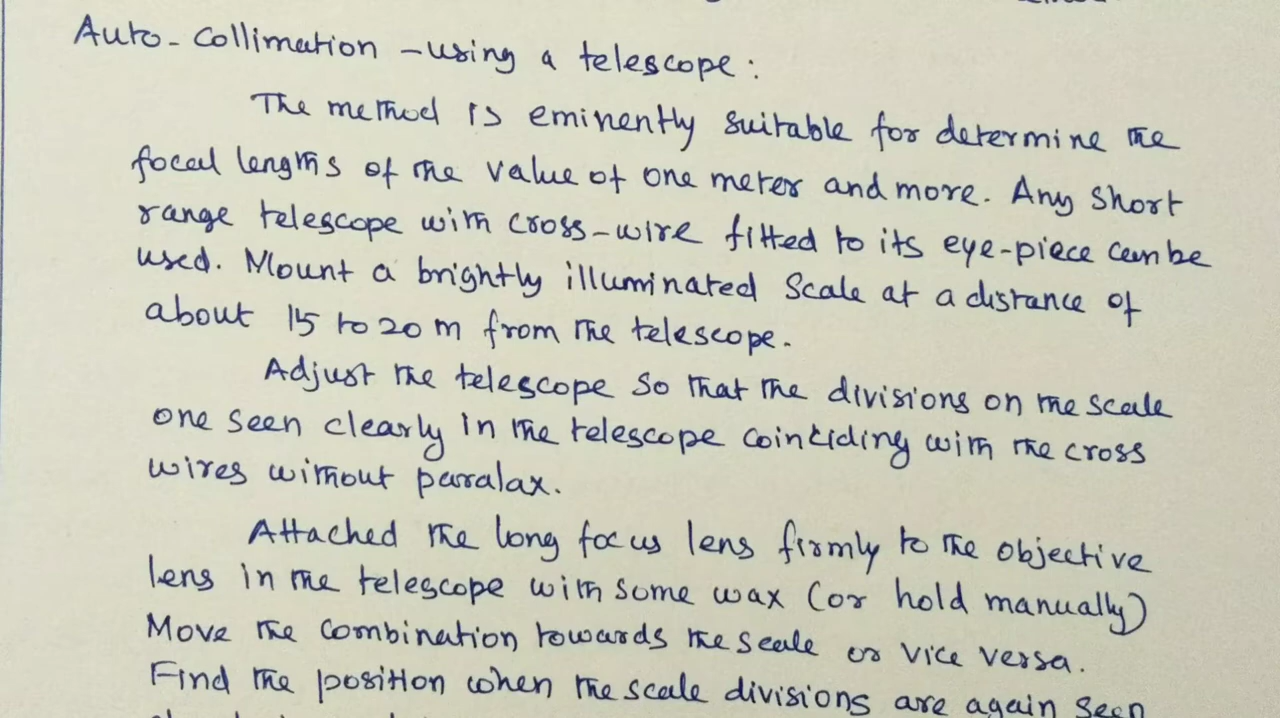 Auto-collimation - using a telescope:
The method is eminently suitable for determine the
focal lengths of the value of one meter and more. Any short
range telescope with cross-wire fitted to its eye-piece can be
used. Mount a brightly illuminated Scale at a distance of
about 15 to 20 m from the telescope.
Adjust the telescope so that the divisions on the scale
one seen clearly in the telescope coinciding with the cross
wires without paralax.
Attached the long focus lens firmly to the objective
lens in the telescope with some wax (or hold manually)
Move the combination towards the scale or vice versa.
Find the position when the scale divisions are again seen